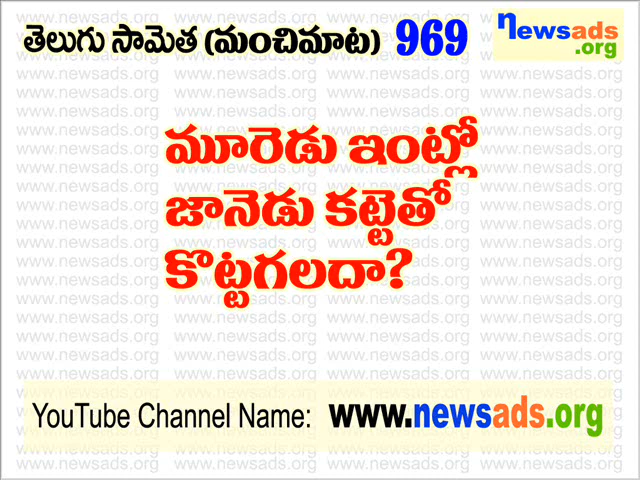 తెలుగు సామెత (మంచిమాట) 969
newsads
.org
మూరెడు ఇంట్లో
జానెడు కట్టెతో
కొట్టగలదా?
YouTube Channel Name: www.newsads.org